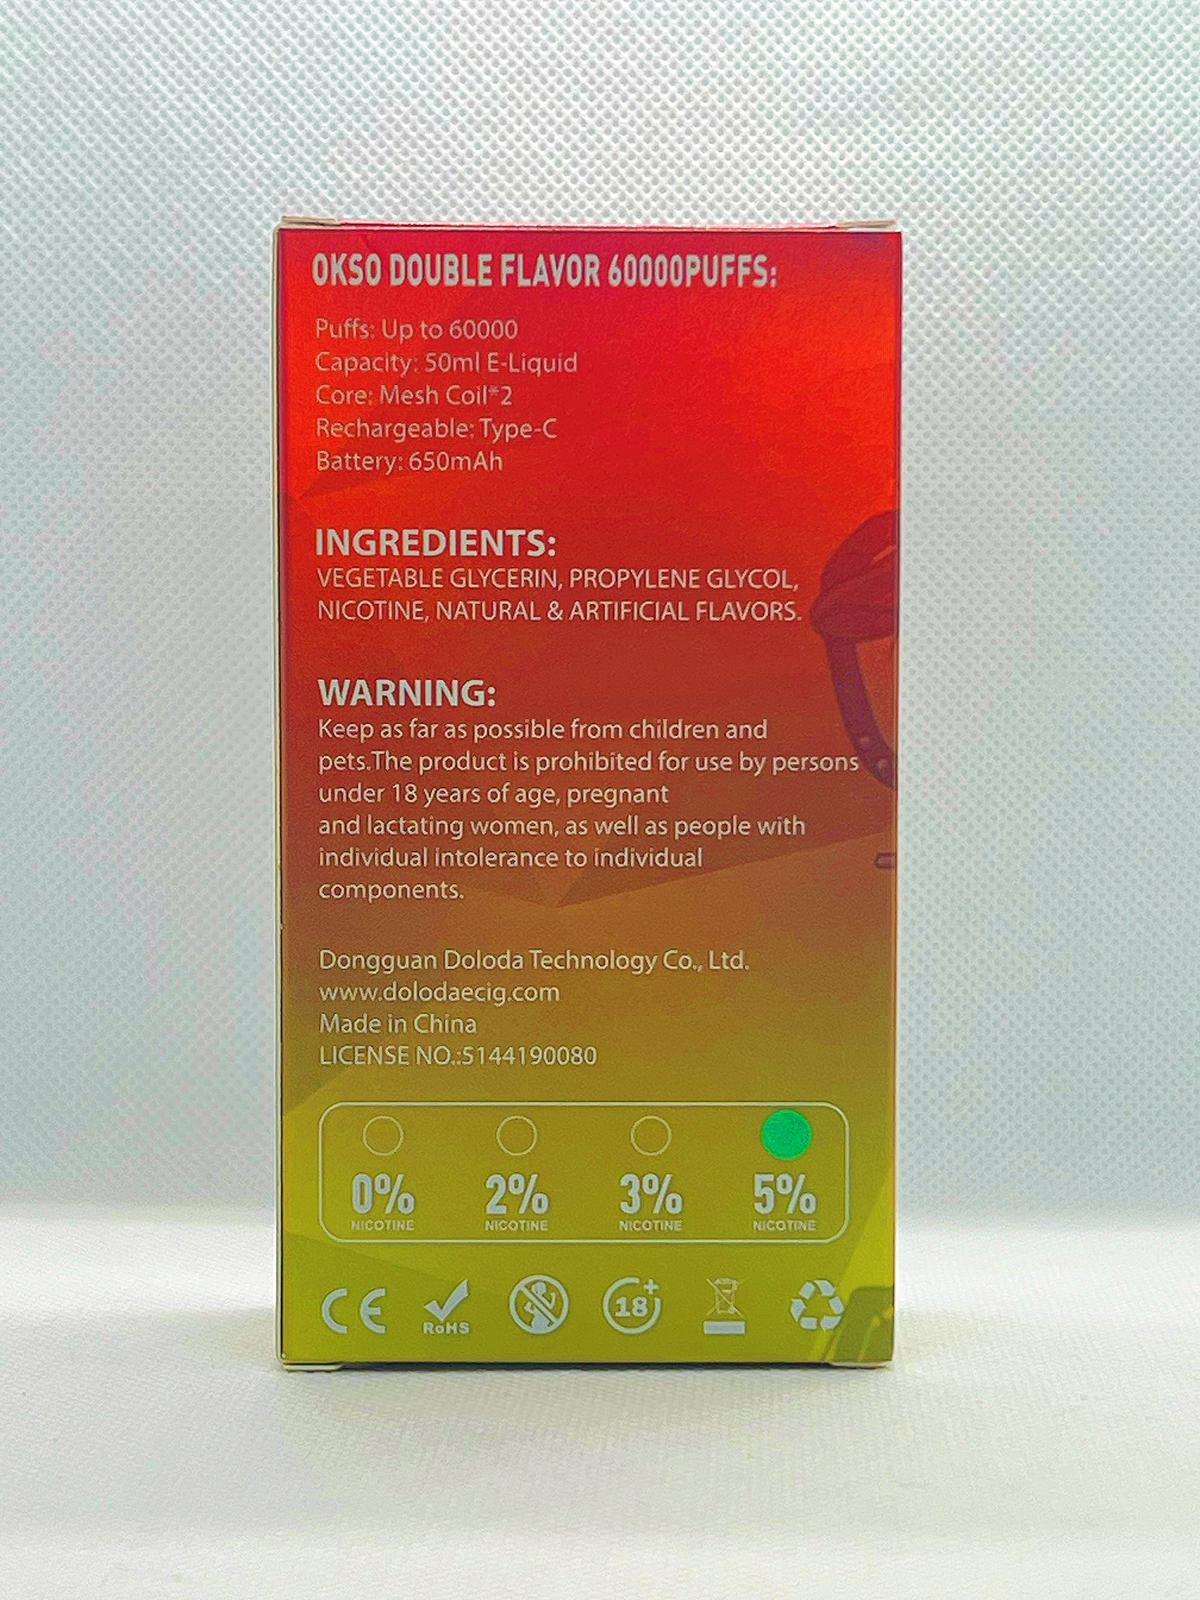 OKSO DOUBLE FLAVOR 60000PUFFS:
Puffs: Up to 60000
Capacity: 50ml E-Liquid
Core: Mesh Coil*2
Rechargeable: Type-C
Battery: 650mAh
INGREDIENTS:
VEGETABLE GLYCERIN, PROPYLENE GLYCOL,
NICOTINE, NATURAL & ARTIFICIAL FLAVORS.
WARNING:
Keep as far as possible from children and
pets.The product is prohibited for use by persons
under 18 years of age, pregnant
and lactating women, as well as people with
individual intolerance to individual
components.
Dongguan Doloda Technology Co., Ltd.
www.dolodaecig.com
Made in China
LICENSE NO.:5144190080
0% 2% 3% 5%
NICOTINE NICOTINE NICOTINE NICOTINE
CE RoHS 18+